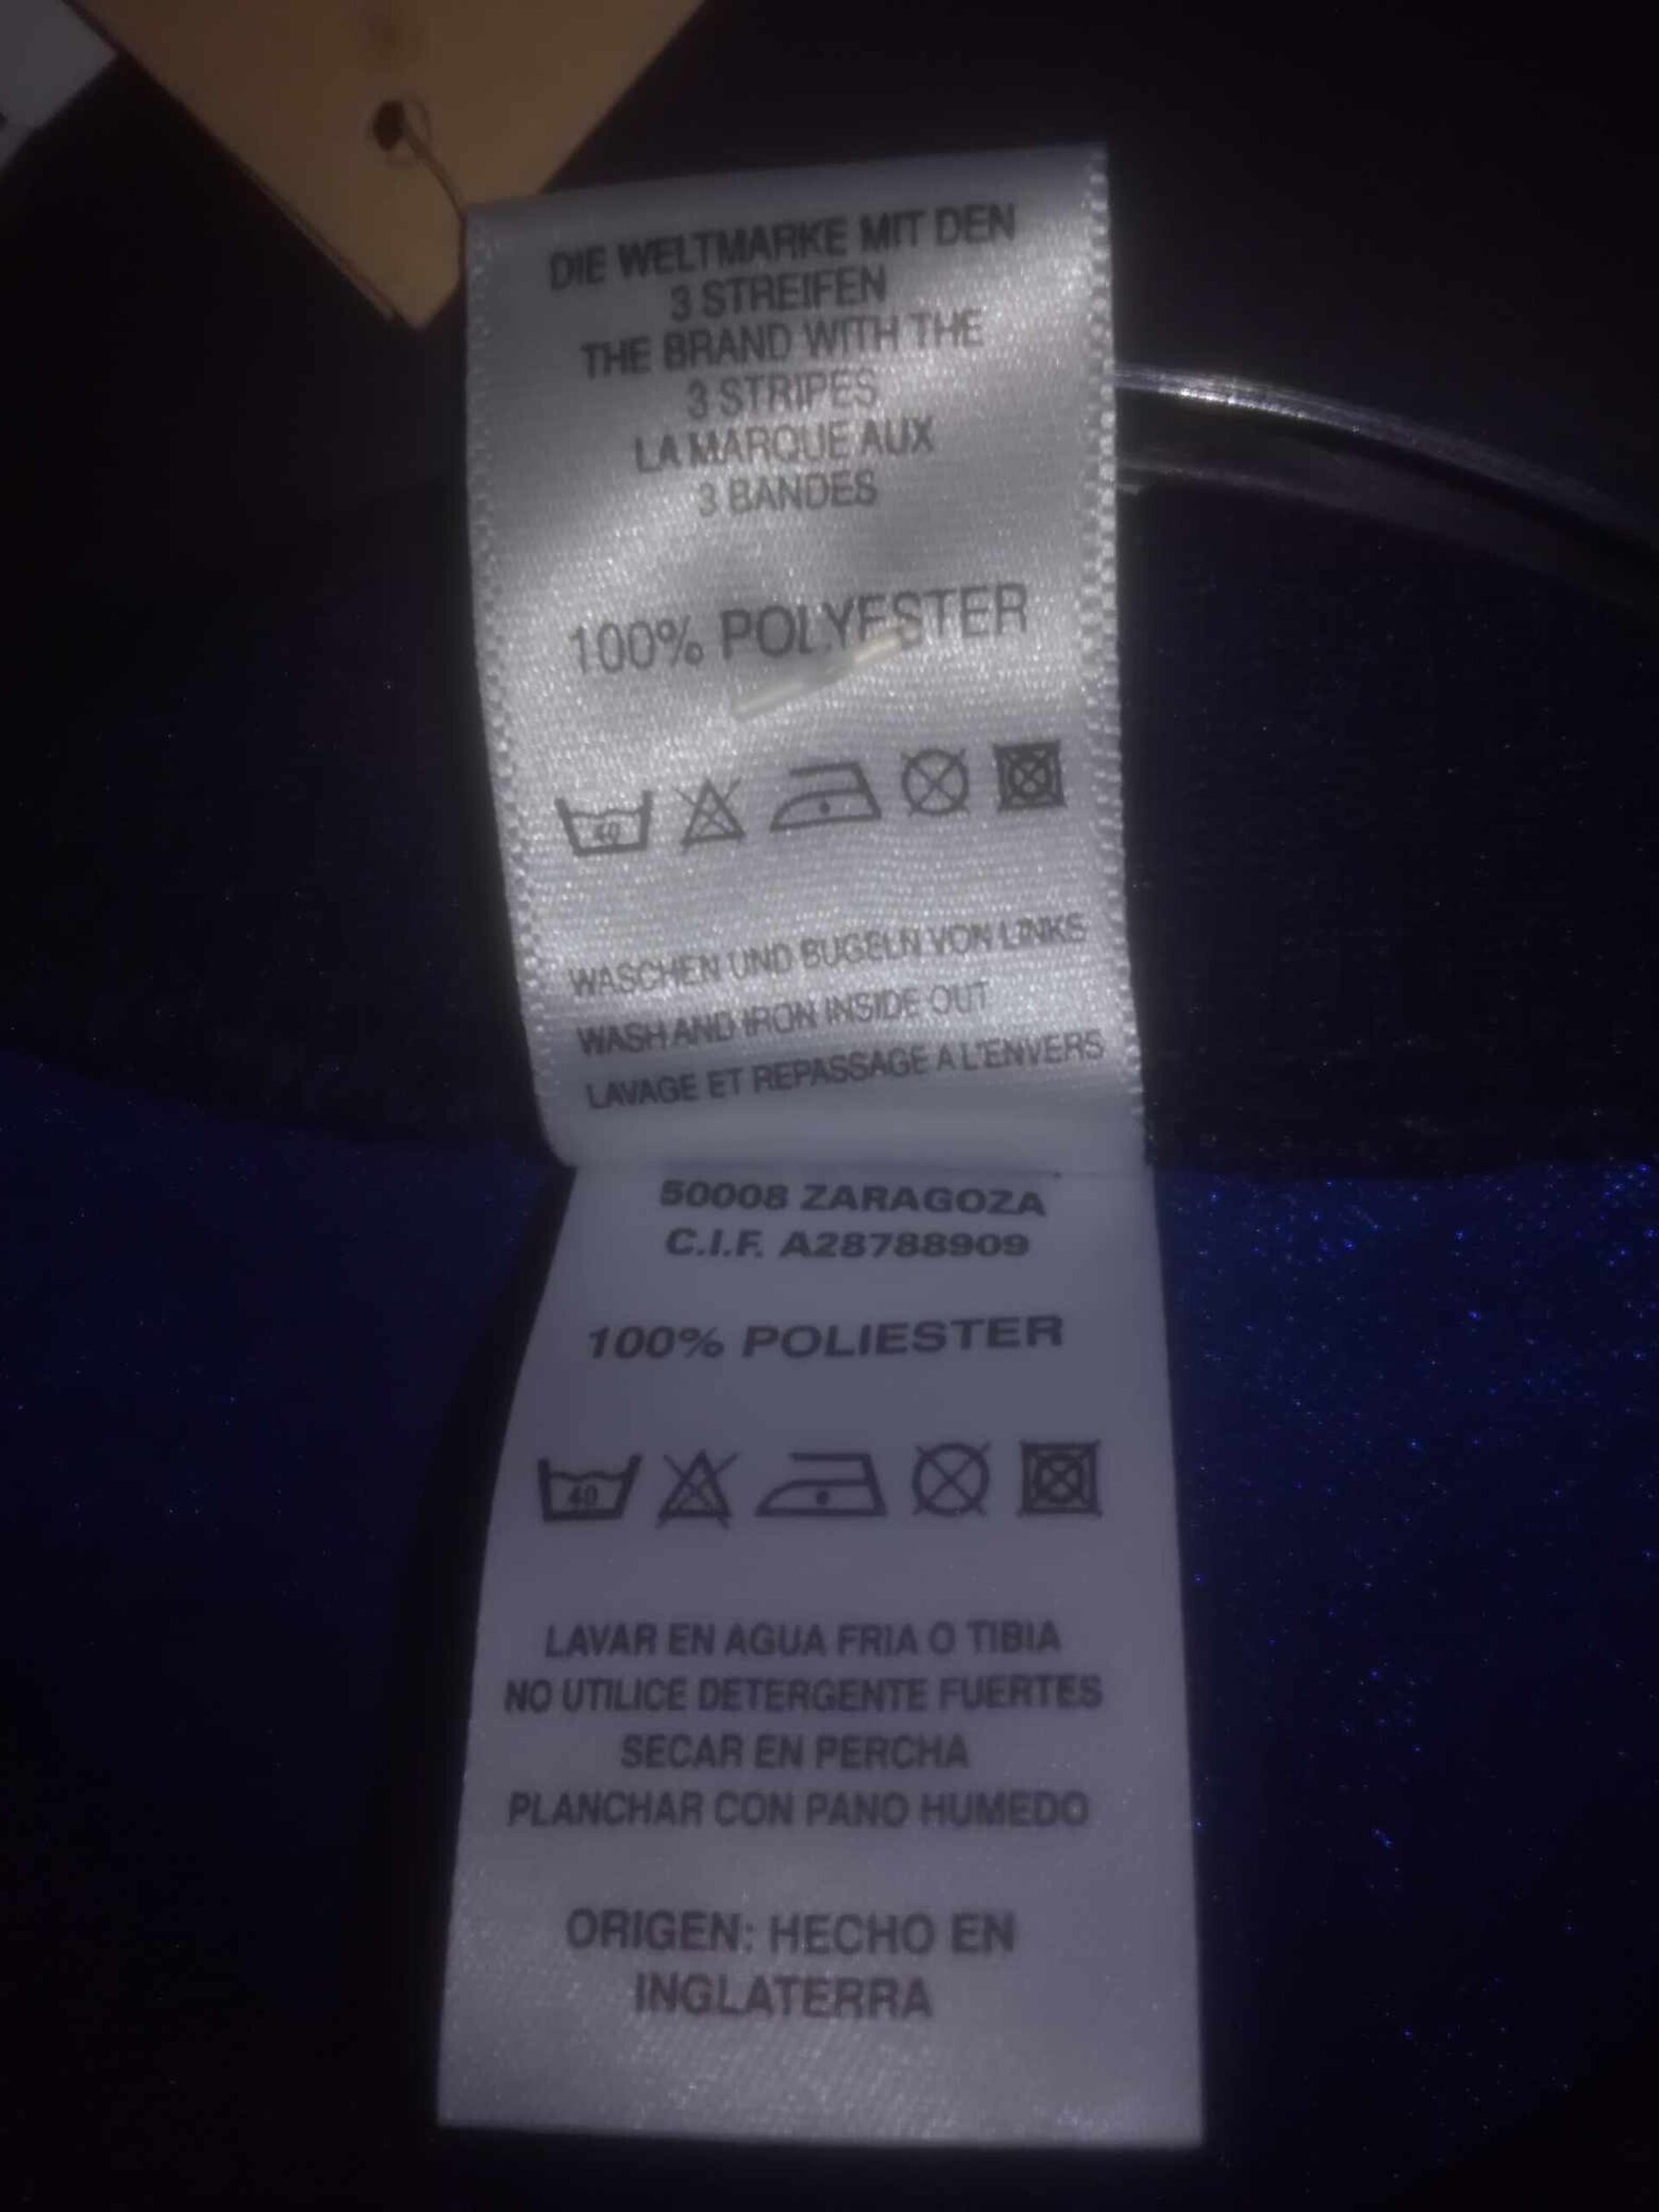 DIE WELTMARKE MIT DEN
3 STREIFEN
THE BRAND WITH THE
3 STRIPES
LA MARQUE AUX
3 BANDES
100% POLYESTER
40
WASCHEN UND BUGELN VON LINKS
WASH AND IRON INSIDE OUT
LAVAGE ET REPASSAGE A L'ENVERS
50008 ZARAGOZA
C.I.F. A28788909
100% POLIESTER
40
LAVAR EN AGUA FRIA O TIBIA
NO UTILICE DETERGENTE FUERTES
SECAR EN PERCHA
PLANCHAR CON PANO HUMEDO
ORIGEN: HECHO EN
INGLATERRA